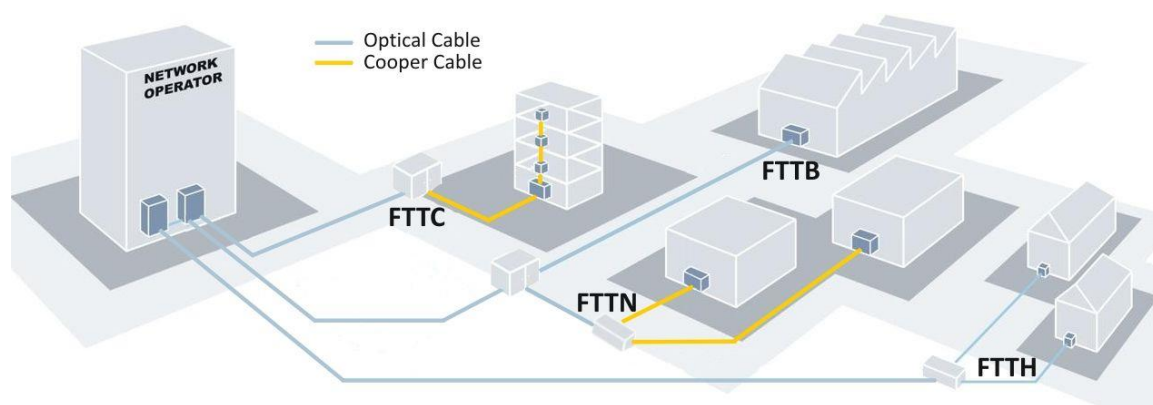 Optical Cable
Cooper Cable
NETWORK
OPERATOR
FTTC
FTTB
FTTN
FTTH